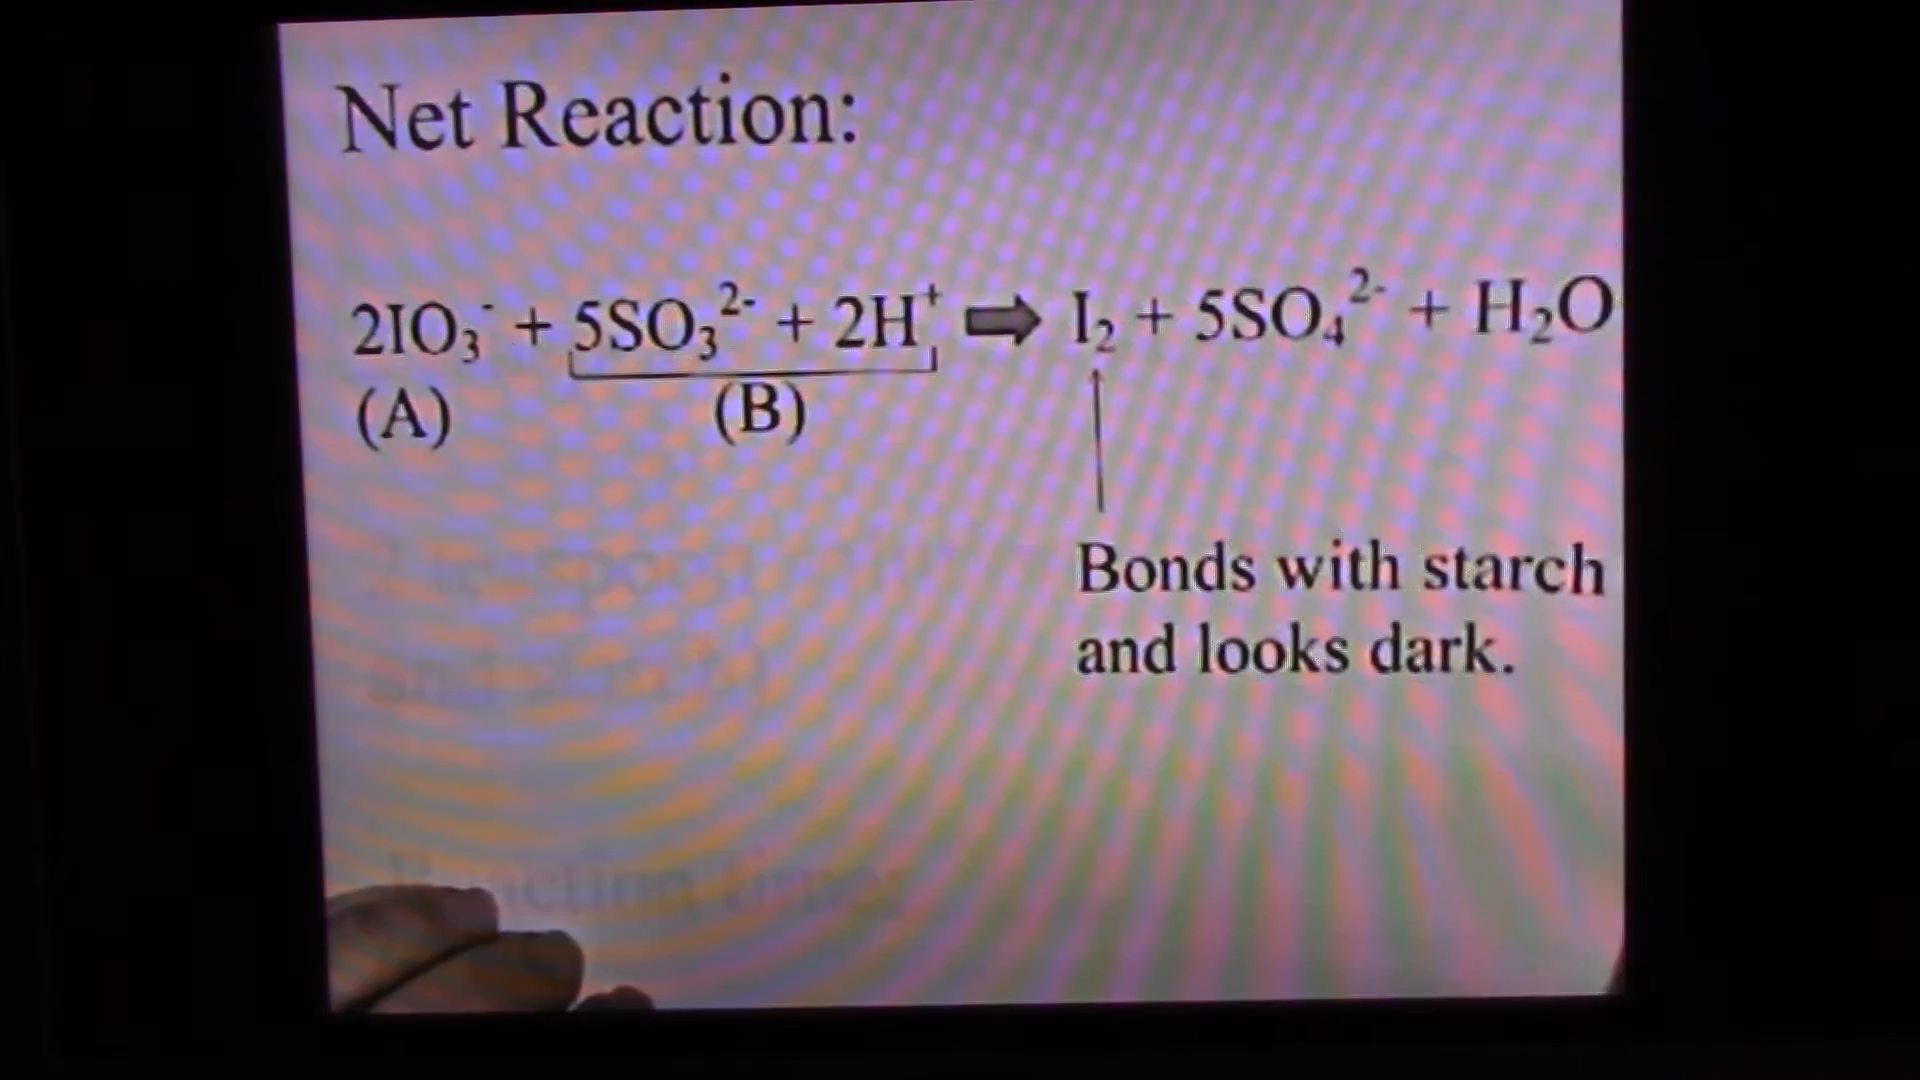 Net Reaction:
2IO₃⁻ + 5SO₃²⁻ + 2H⁺ ⇨ I₂ + 5SO₄²⁻ + H₂O
(A) (B)
Bonds with starch
and looks dark.